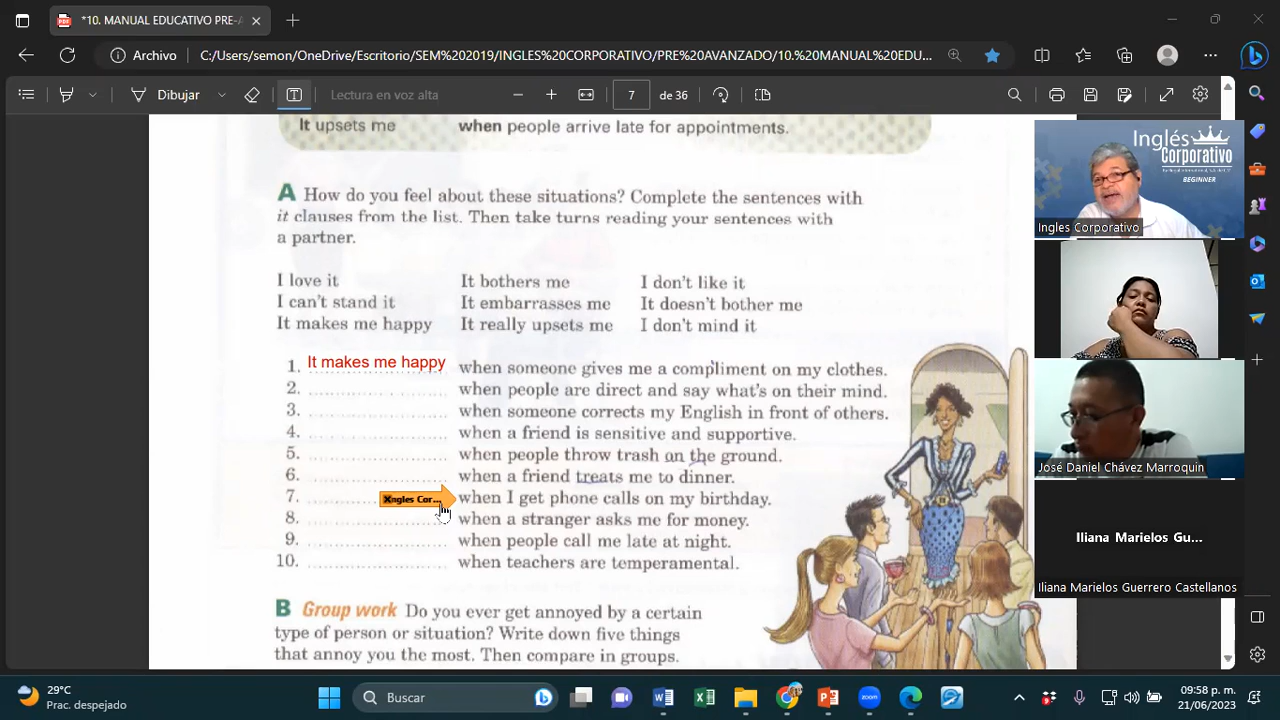 *10. MANUAL EDUCATIVO PRE-A
Archivo
C:/Users/semon/OneDrive/Escritorio/SEM%202019/INGLES%20CORPORATIVO/PRE%20AVANZADO/10.%20MANUAL%20EDU...
Dibujar
Lectura en voz alta
7
de 36
It upsets me when people arrive late for appointments.
A How do you feel about these situations? Complete the sentences with
it clauses from the list. Then take turns reading your sentences with
a partner.
I love it It bothers me I don't like it
I can't stand it It embarrasses me It doesn't bother me
It makes me happy It really upsets me I don't mind it
1. It makes me happy when someone gives me a compliment on my clothes.
2. when people are direct and say what's on their mind.
3. when someone corrects my English in front of others.
4. when a friend is sensitive and supportive.
5. when people throw trash on the ground.
6. when a friend treats me to dinner.
7. when I get phone calls on my birthday.
8. when a stranger asks me for money.
9. when people call me late at night.
10. when teachers are temperamental.
B Group work Do you ever get annoyed by a certain
type of person or situation? Write down five things
that annoy you the most. Then compare in groups.
Inglés
Corporativo
BEGINNER
Ingles Corporativo
José Daniel Chávez Marroquin
Iliana Marielos Gu...
Iliana Marielos Guerrero Castellanos
29°C
Prac. despejado
Buscar
09:58 p. m.
21/06/2023